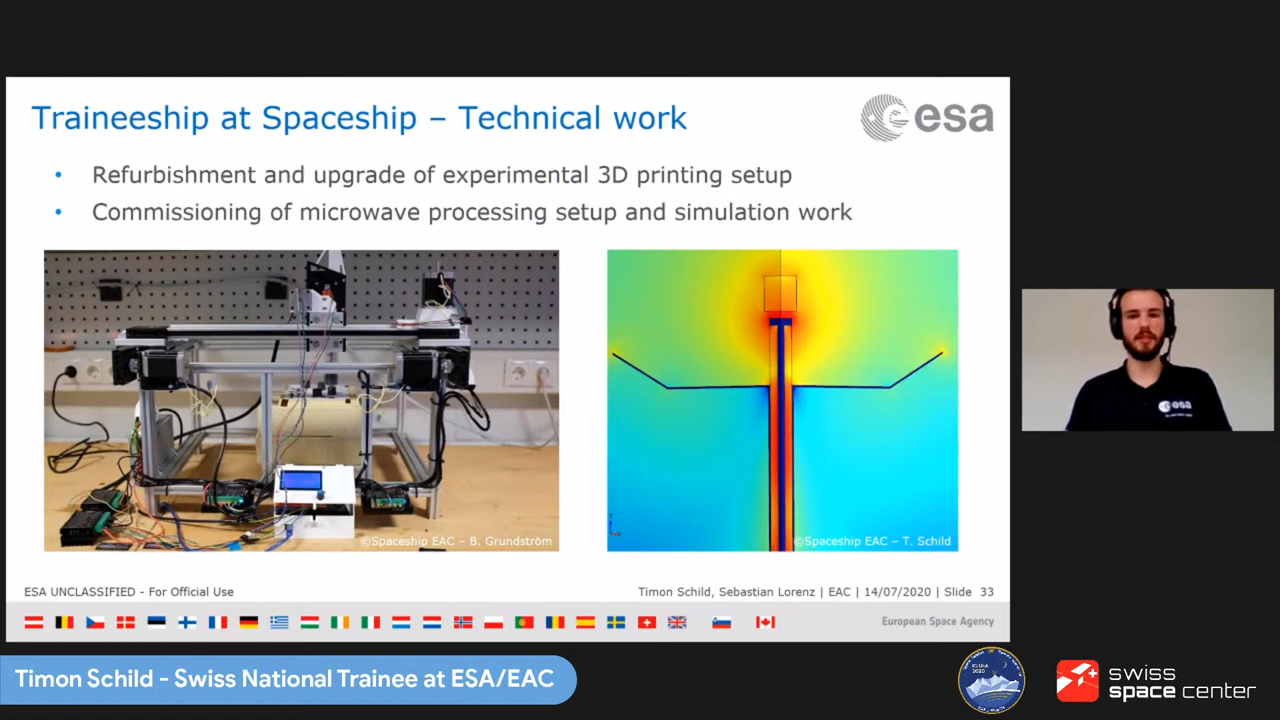 Traineeship at Spaceship – Technical work
esa
• Refurbishment and upgrade of experimental 3D printing setup
• Commissioning of microwave processing setup and simulation work
©Spaceship EAC – B. Grundström
©Spaceship EAC – T. Schild
esa
ESA UNCLASSIFIED - For Official Use
Timon Schild, Sebastian Lorenz | EAC | 14/07/2020 | Slide 33
European Space Agency
Timon Schild - Swiss National Trainee at ESA/EAC
swiss
space center